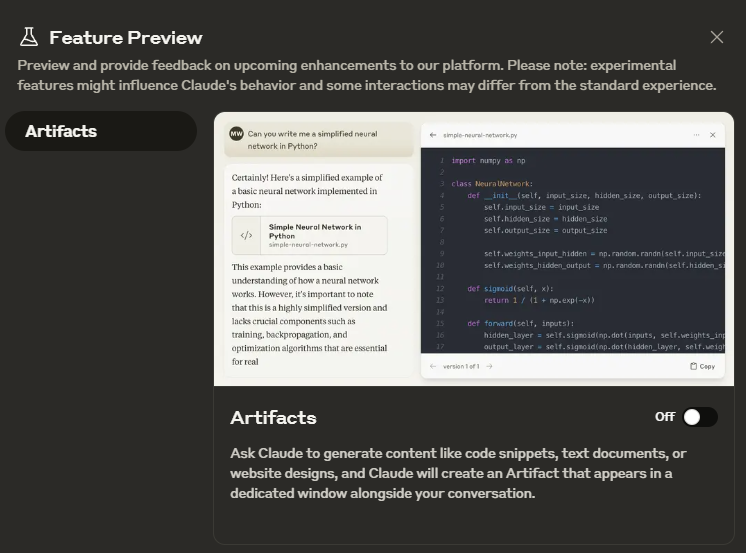 Feature Preview
Preview and provide feedback on upcoming enhancements to our platform. Please note: experimental
features might influence Claude's behavior and some interactions may differ from the standard experience.
Artifacts
MW
Can you write me a simplified neural
network in Python?
Certainly! Here's a simplified example of
a basic neural network implemented in
Python:
</>
Simple Neural Network in
Python
simple-neural-network.py
This example provides a basic
understanding of how a neural network
works. However, it's important to note
that this is a highly simplified version and
lacks crucial components such as
training, backpropagation, and
optimization algorithms that are essential
for real
simple-neural-network.py
1 import numpy as np
2
3 class NeuralNetwork:
4 def __init__(self, input_size, hidden_size, output_size):
5 self.input_size = input_size
6 self.hidden_size = hidden_size
7 self.output_size = output_size
8
9 self.weights_input_hidden = np.random.randn(self.input_size
10 self.weights_hidden_output = np.random.randn(self.hidden_si
11
12 def sigmoid(self, x):
13 return 1 / (1 + np.exp(-x))
14
15 def forward(self, inputs):
16 hidden_layer = self.sigmoid(np.dot(inputs, self.weights_inp
17 output_layer = self.sigmoid(np.dot(hidden_layer, self.weigh
version 1 of 1
Copy
Artifacts
Off
Ask Claude to generate content like code snippets, text documents, or
website designs, and Claude will create an Artifact that appears in a
dedicated window alongside your conversation.